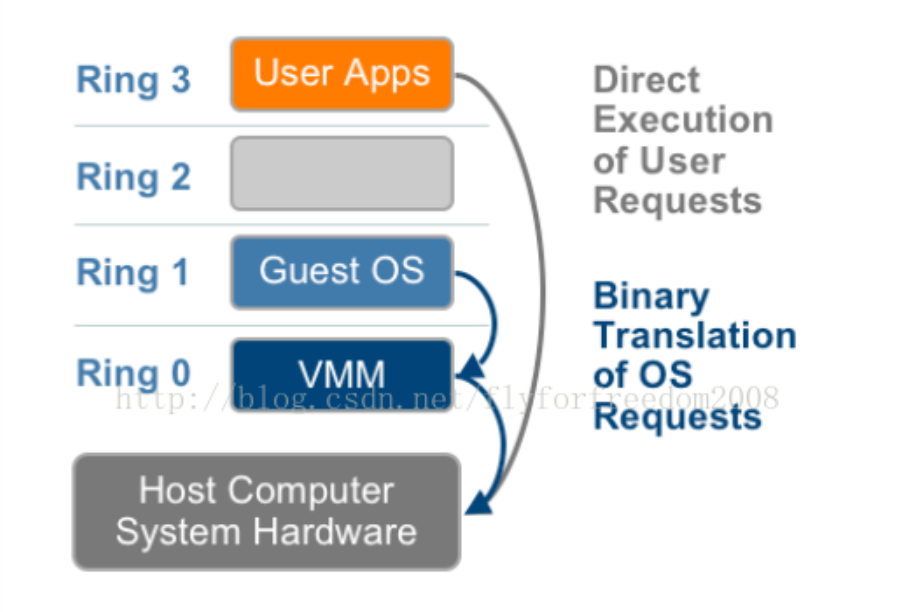 Ring 3
User Apps
Direct
Execution
of User
Requests
Ring 2
Ring 1
Guest OS
Binary
Translation
of OS
Requests
Ring 0
VMM
http://blog.csdn.net/flyforfreedom2008
Host Computer
System Hardware